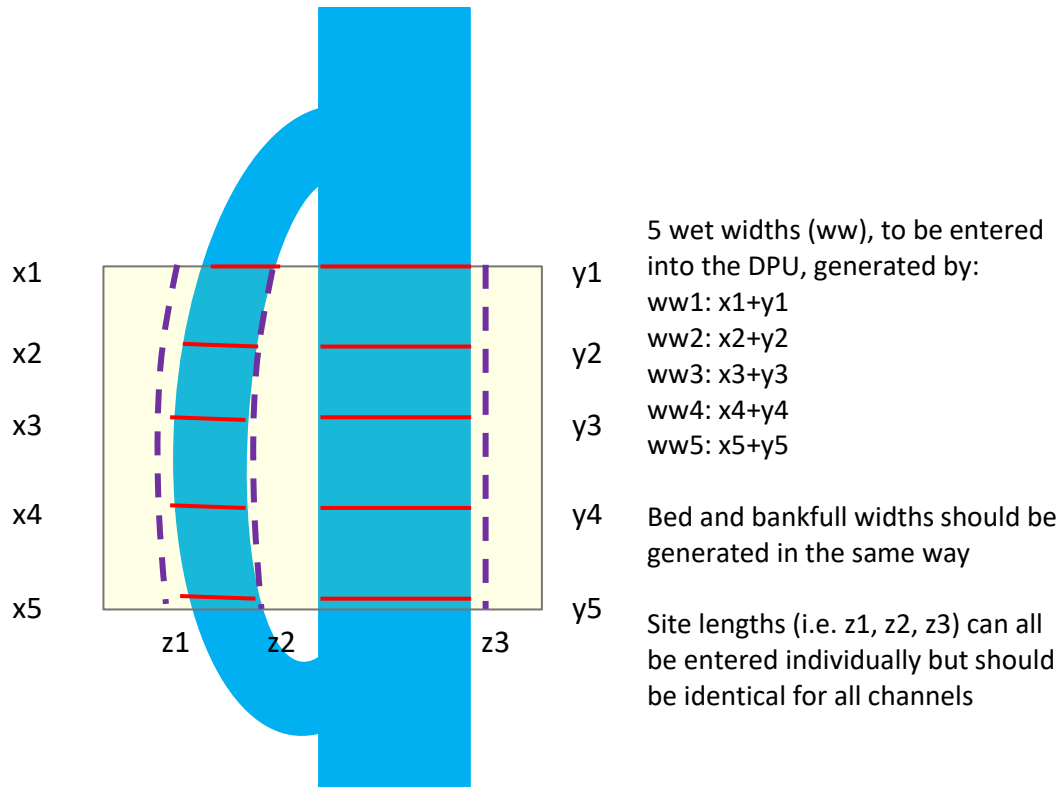 x1
x2
x3
x4
x5
z1
z2
z3
y1
y2
y3
y4
y5
5 wet widths (ww), to be entered
into the DPU, generated by:
ww1: x1+y1
ww2: x2+y2
ww3: x3+y3
ww4: x4+y4
ww5: x5+y5
Bed and bankfull widths should be
generated in the same way
Site lengths (i.e. z1, z2, z3) can all
be entered individually but should
be identical for all channels